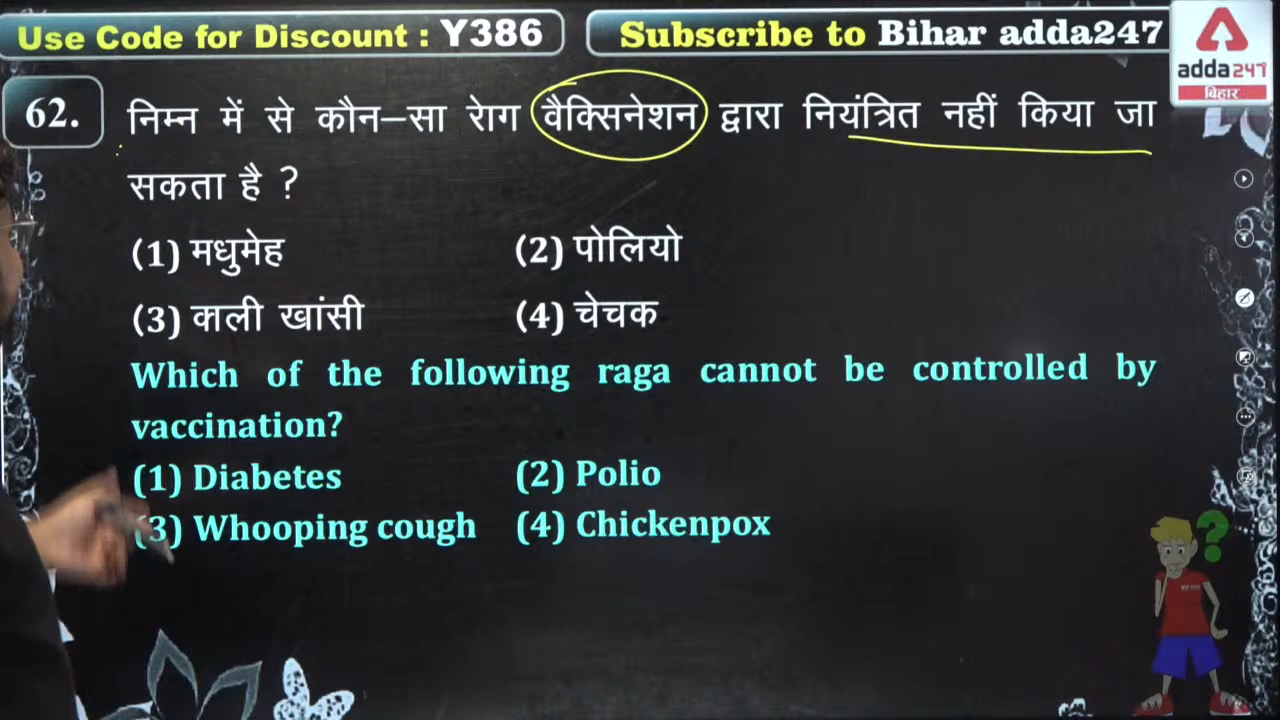 Use Code for Discount : Y386
Subscribe to Bihar adda247
adda247
बिहार
62.
निम्न में से कौन–सा रोग वैक्सिनेशन द्वारा नियंत्रित नहीं किया जा
सकता है ?
(1) मधुमेह (2) पोलियो
(3) काली खांसी (4) चेचक
Which of the following raga cannot be controlled by
vaccination?
(1) Diabetes (2) Polio
(3) Whooping cough (4) Chickenpox